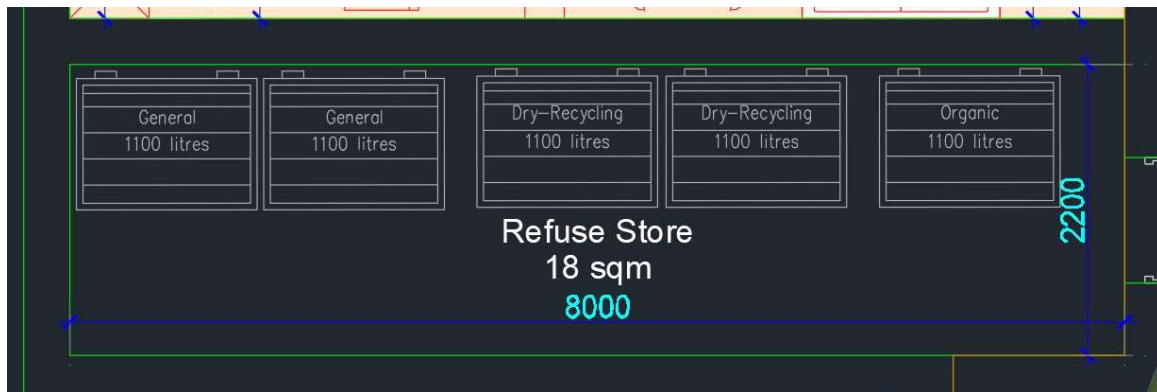 General
1100 litres
General
1100 litres
Dry-Recycling
1100 litres
Dry-Recycling
1100 litres
Organic
1100 litres
Refuse Store
18 sqm
8000
2200